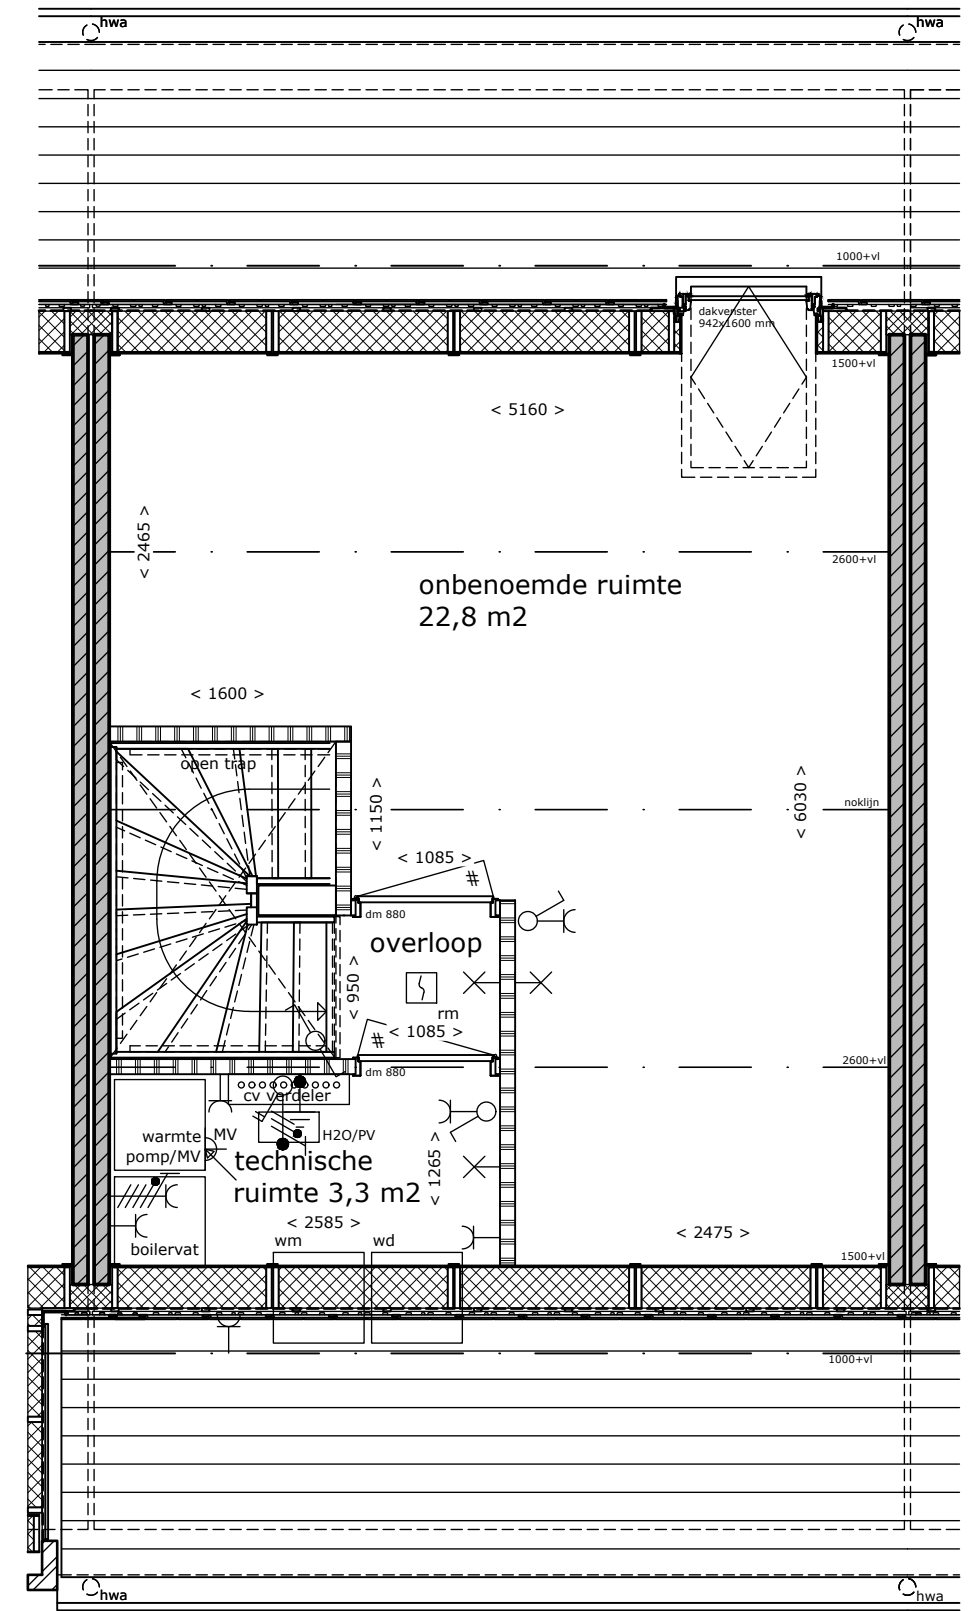 hwa
hwa
1000+vl
dakvenster
942x1600 mm
1500+vl
< 5160 >
< 2465 >
2600+vl
onbenoemde ruimte
22,8 m2
< 1600 >
open trap
noklijn
< 1150 >
< 6030 >
< 1085 >
#
dm 880
overloop
< 950 >
rm
# < 1085 >
2600+vl
dm 880
cv verdeler
warmte
pomp/MV
MV
H2O/PV
technische
ruimte 3,3 m2
< 1265 >
< 2585 >
< 2475 >
boilervat
wm
wd
1500+vl
1000+vl
hwa
hwa